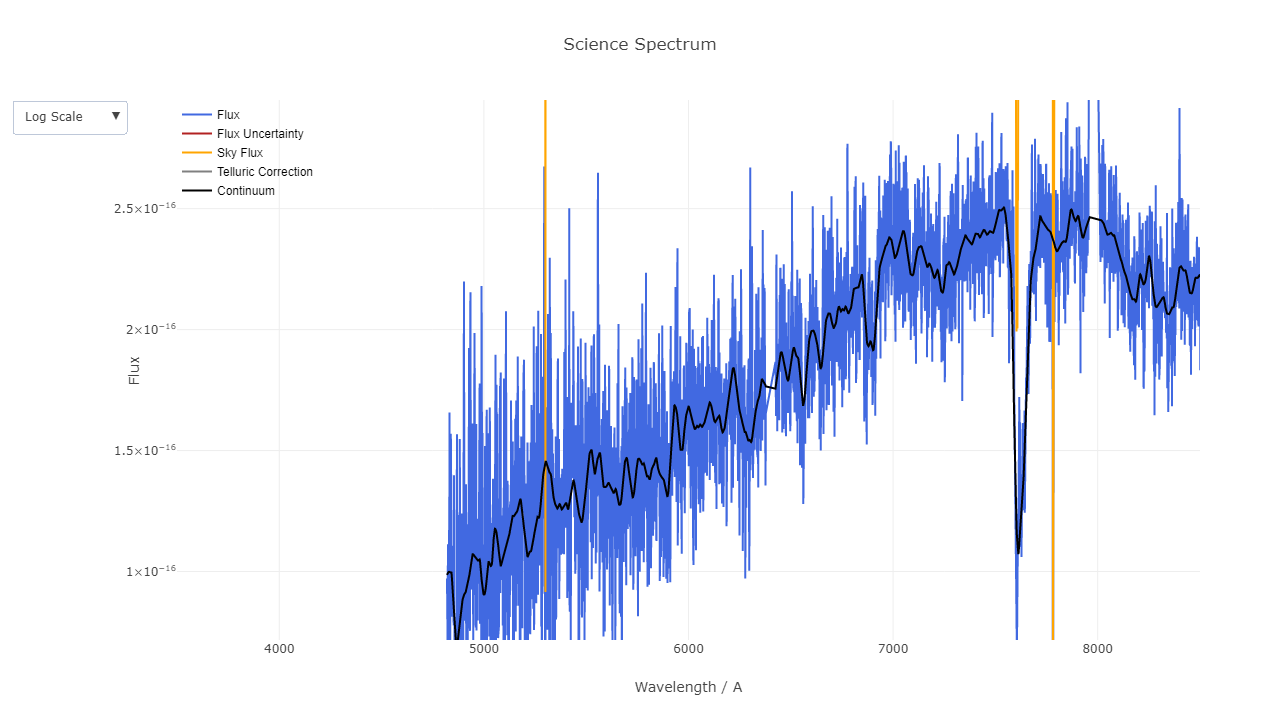 Science Spectrum
Log Scale ▼
Flux
Flux Uncertainty
Sky Flux
Telluric Correction
Continuum
2.5×10⁻¹⁶
2×10⁻¹⁶
1.5×10⁻¹⁶
1×10⁻¹⁶
Flux
4000 5000 6000 7000 8000
Wavelength / A